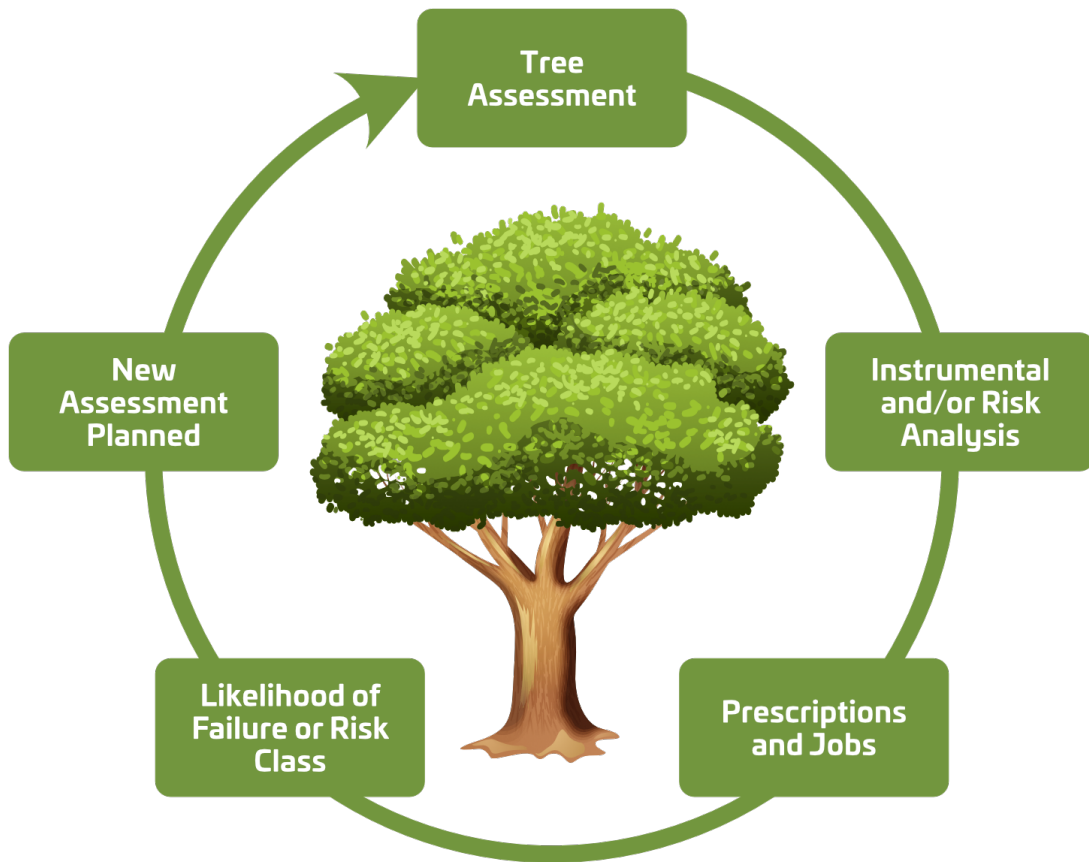 Tree
Assessment
Instrumental
and/or Risk
Analysis
Prescriptions
and Jobs
Likelihood of
Failure or Risk
Class
New
Assessment
Planned